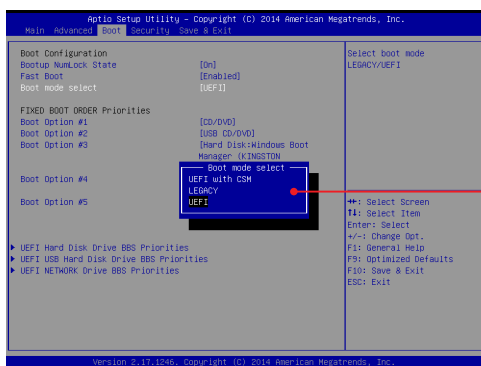 Aptio Setup Utility – Copyright (C) 2014 American Megatrends, Inc.
Main Advanced Boot Security Save & Exit
Boot Configuration
Bootup NumLock State [On]
Fast Boot [Enabled]
Boot mode select [UEFI]
FIXED BOOT ORDER Priorities
Boot Option #1 [CD/DVD]
Boot Option #2 [USB CD/DVD]
Boot Option #3 [Hard Disk:Windows Boot
Manager (KINGSTON
Boot Option #4
Boot Option #5
Boot mode select
UEFI with CSM
LEGACY
UEFI
UEFI Hard Disk Drive BBS Priorities
UEFI USB Hard Disk Drive BBS Priorities
UEFI NETWORK Drive BBS Priorities
Select boot mode
LEGACY/UEFI
→←: Select Screen
↑↓: Select Item
Enter: Select
+/-: Change Opt.
F1: General Help
F9: Optimized Defaults
F10: Save & Exit
ESC: Exit
Version 2.17.1246. Copyright (C) 2014 American Megatrends, Inc.